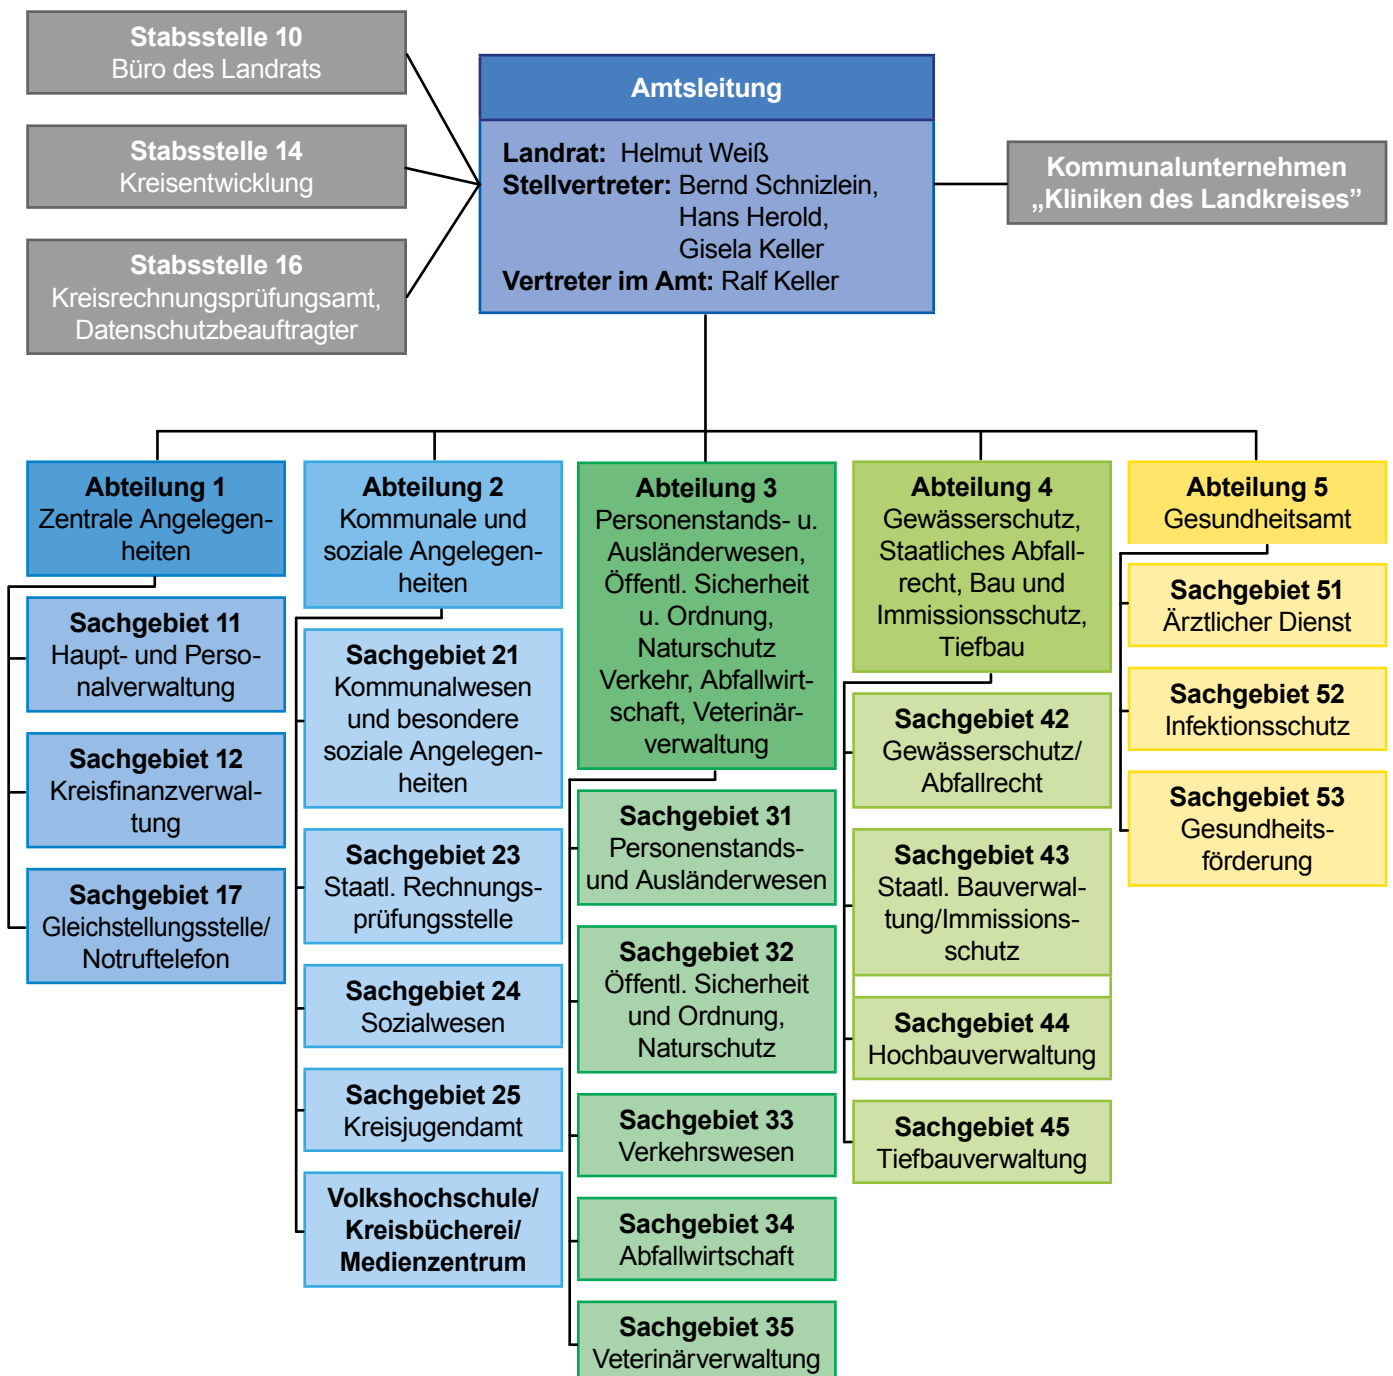 Stabsstelle 10
Büro des Landrats
Stabsstelle 14
Kreisentwicklung
Stabsstelle 16
Kreisrechnungsprüfungsamt,
Datenschutzbeauftragter
Amtsleitung
Landrat: Helmut Weiß
Stellvertreter: Bernd Schnizlein,
Hans Herold,
Gisela Keller
Vertreter im Amt: Ralf Keller
Kommunalunternehmen
„Kliniken des Landkreises”
Abteilung 1
Zentrale Angelegen-
heiten
Sachgebiet 11
Haupt- und Perso-
nalverwaltung
Sachgebiet 12
Kreisfinanzverwal-
tung
Sachgebiet 17
Gleichstellungsstelle/
Notruftelefon
Abteilung 2
Kommunale und
soziale Angelegen-
heiten
Sachgebiet 21
Kommunalwesen
und besondere
soziale Angelegen-
heiten
Sachgebiet 23
Staatl. Rechnungs-
prüfungsstelle
Sachgebiet 24
Sozialwesen
Sachgebiet 25
Kreisjugendamt
Volkshochschule/
Kreisbücherei/
Medienzentrum
Abteilung 3
Personenstands- u.
Ausländerwesen,
Öffentl. Sicherheit
u. Ordnung,
Naturschutz
Verkehr, Abfallwirt-
schaft, Veterinär-
verwaltung
Sachgebiet 31
Personenstands-
und Ausländerwesen
Sachgebiet 32
Öffentl. Sicherheit
und Ordnung,
Naturschutz
Sachgebiet 33
Verkehrswesen
Sachgebiet 34
Abfallwirtschaft
Sachgebiet 35
Veterinärverwaltung
Abteilung 4
Gewässerschutz,
Staatliches Abfall-
recht, Bau und
Immissionsschutz,
Tiefbau
Sachgebiet 42
Gewässerschutz/
Abfallrecht
Sachgebiet 43
Staatl. Bauverwal-
tung/Immissions-
schutz
Sachgebiet 44
Hochbauverwaltung
Sachgebiet 45
Tiefbauverwaltung
Abteilung 5
Gesundheitsamt
Sachgebiet 51
Ärztlicher Dienst
Sachgebiet 52
Infektionsschutz
Sachgebiet 53
Gesundheits-
förderung